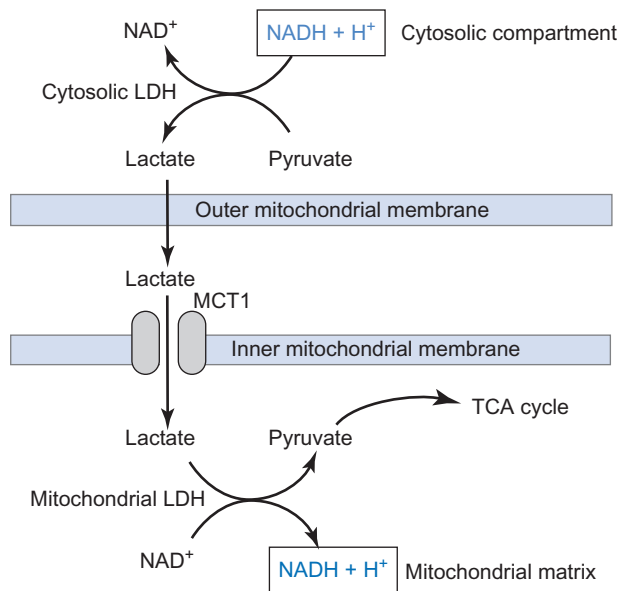 NAD⁺ NADH + H⁺ Cytosolic compartment
Cytosolic LDH
Lactate Pyruvate
Outer mitochondrial membrane
Lactate
MCT1
Inner mitochondrial membrane
TCA cycle
Lactate Pyruvate
Mitochondrial LDH
NAD⁺ NADH + H⁺ Mitochondrial matrix